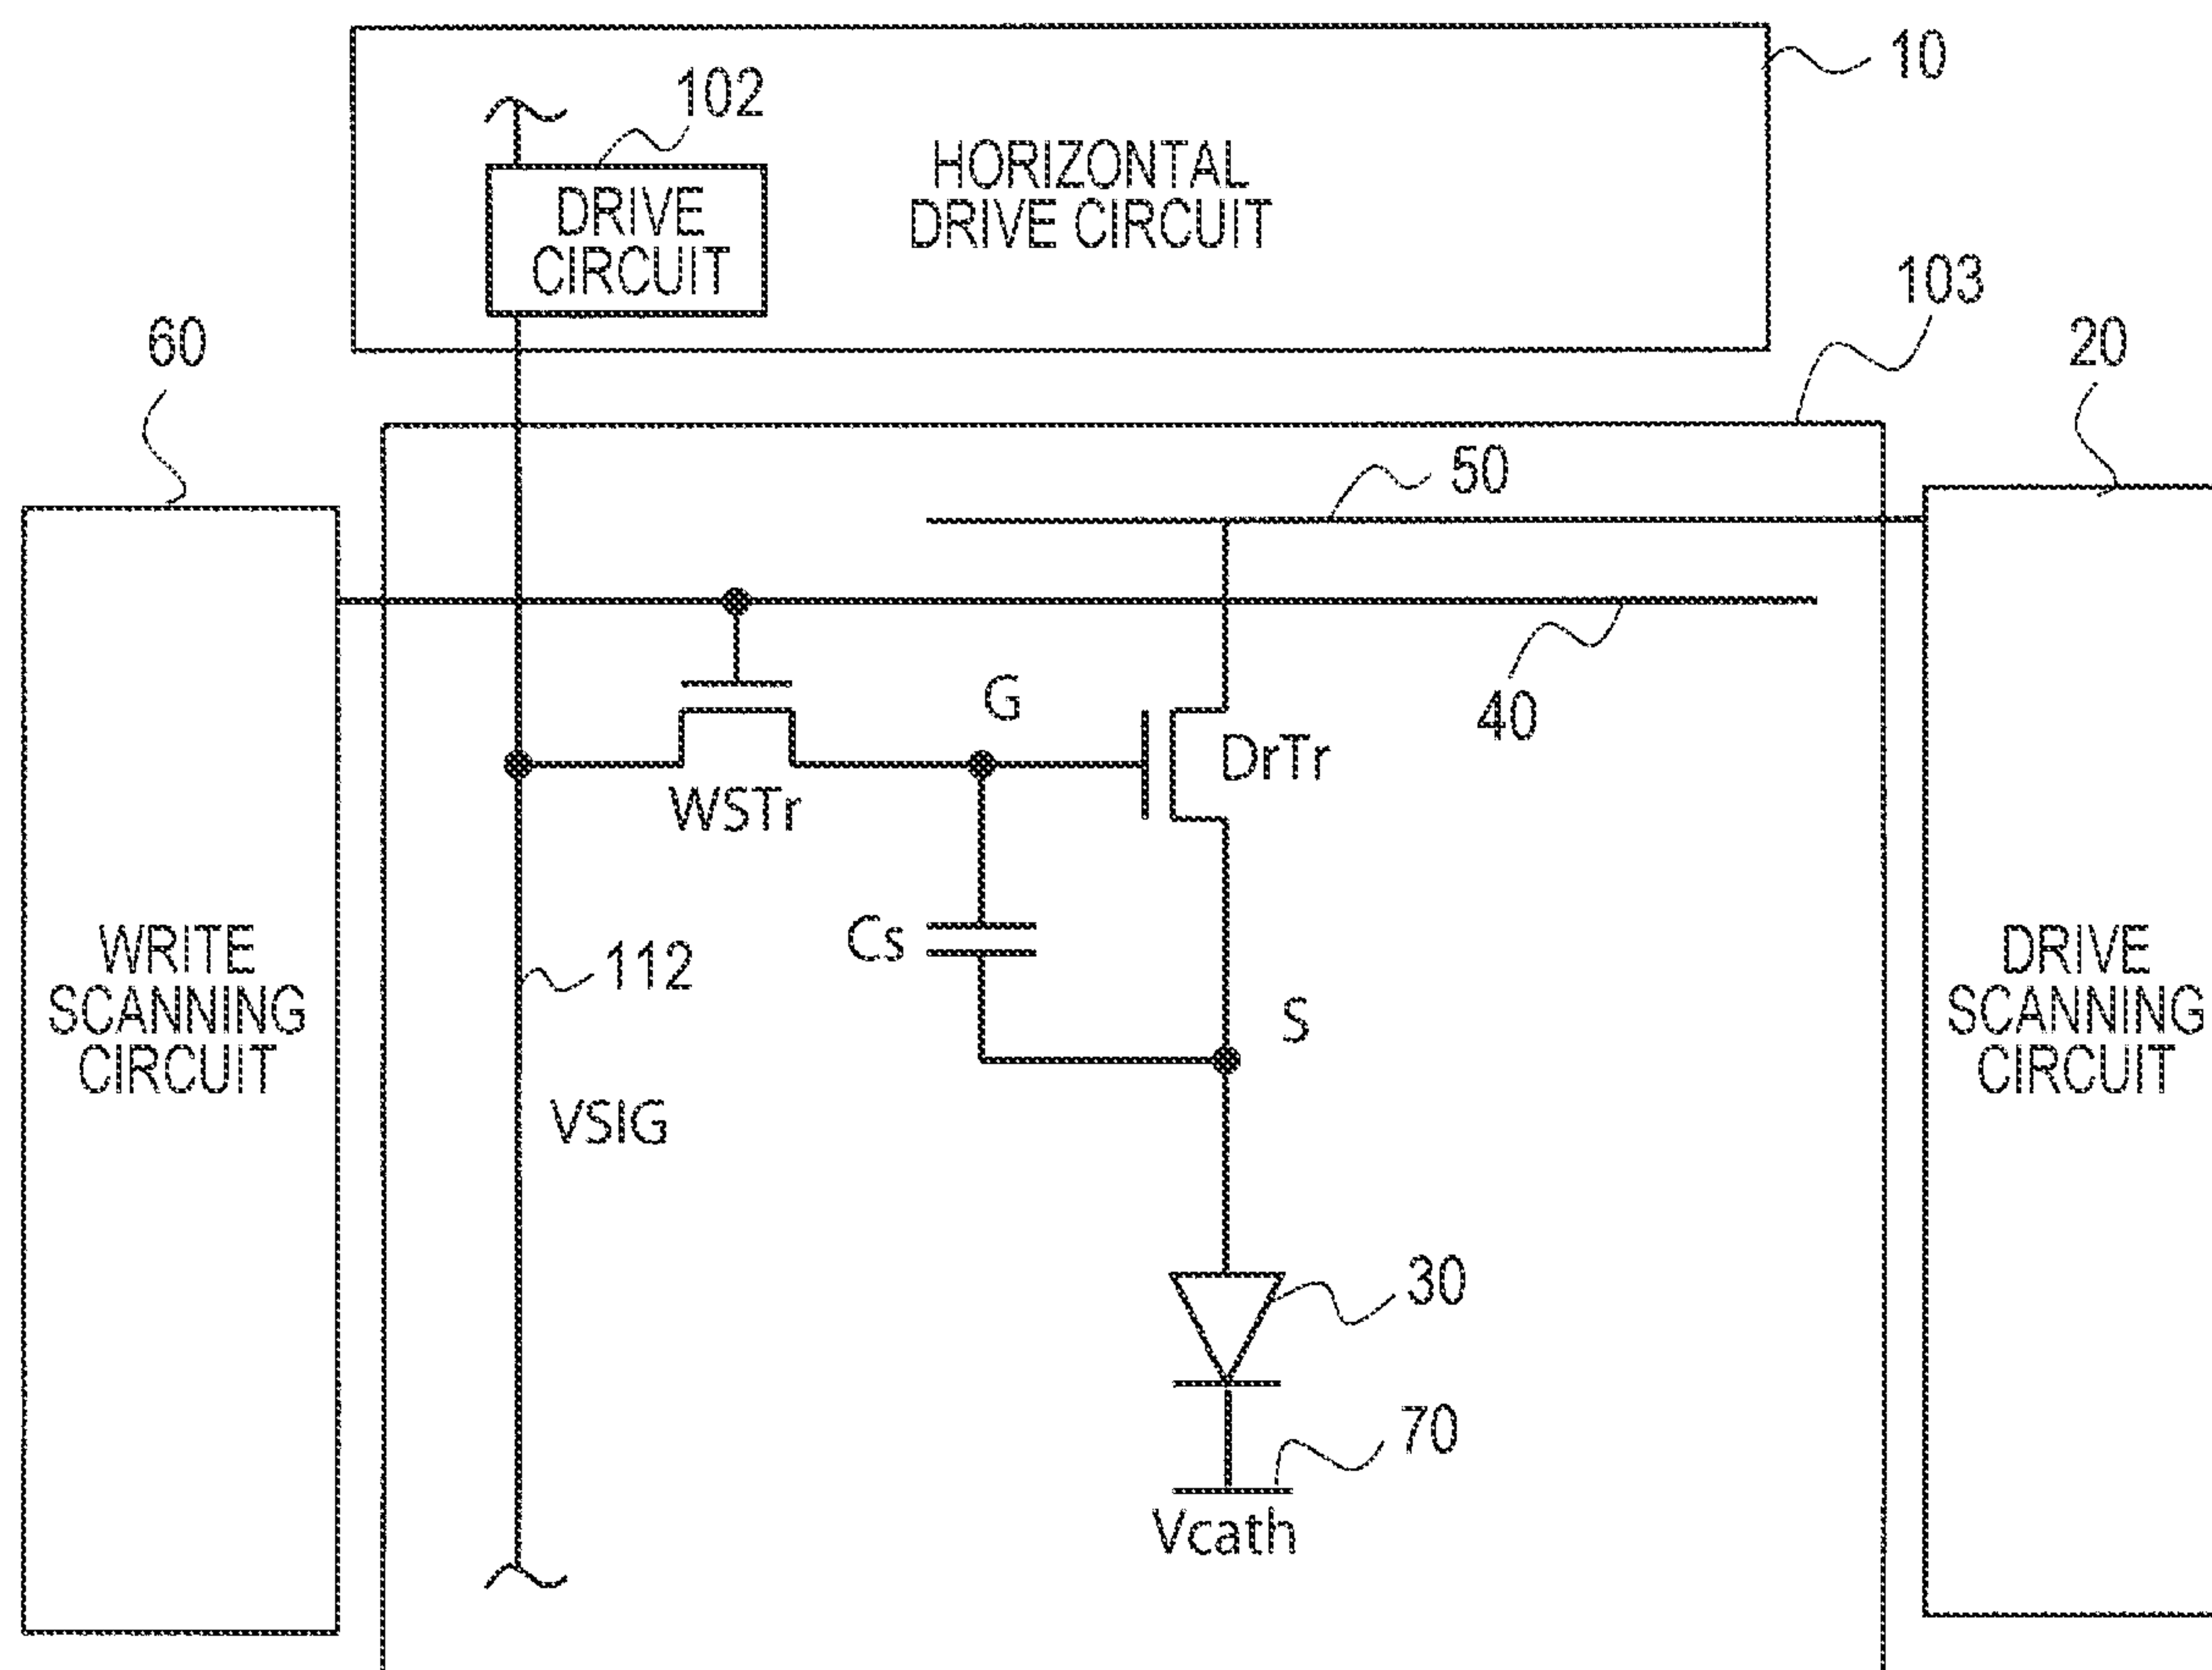 10
102
HORIZONTAL
DRIVE CIRCUIT
DRIVE
CIRCUIT
103
60
20
50
G
40
DrTr
WSTr
Cs
112
WRITE
SCANNING
CIRCUIT
DRIVE
SCANNING
CIRCUIT
S
VSIG
30
70
Vcath